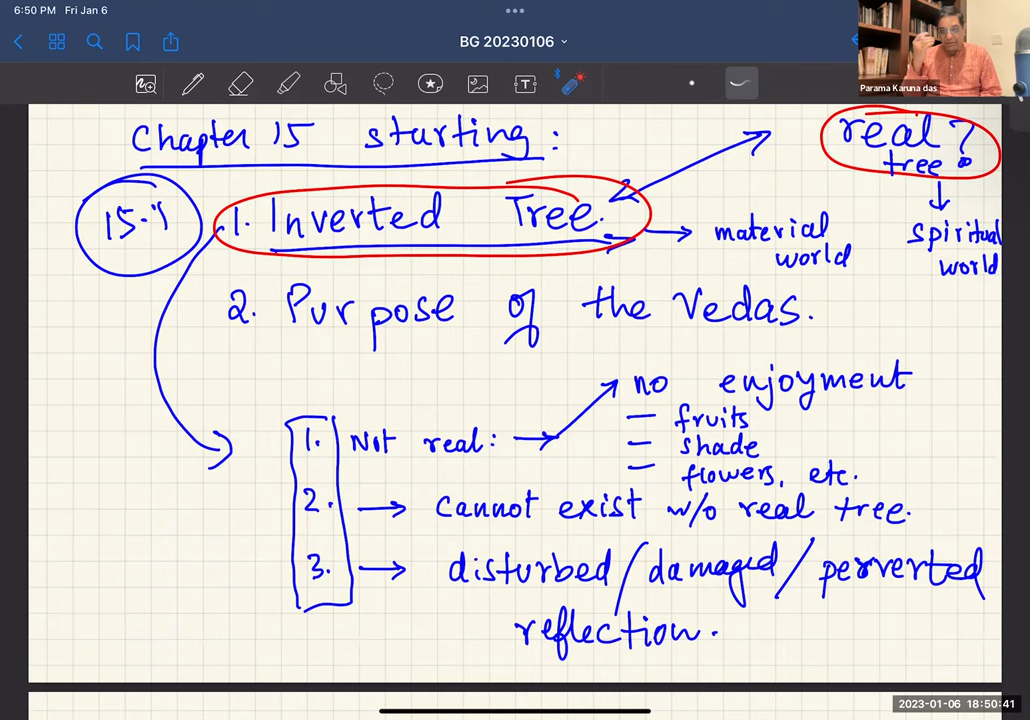 6:50 PM Fri Jan 6
BG 20230106
Parama Karuna das
Chapter 15 starting:
real?
tree
15.1
1. Inverted Tree.
material
world
spiritual
world
2. Purpose of the Vedas.
no enjoyment
– fruits
– shade
– flowers, etc.
1. Not real:
2. → cannot exist w/o real tree.
3. → disturbed/damaged/perverted
reflection.
2023-01-06 18:50:41